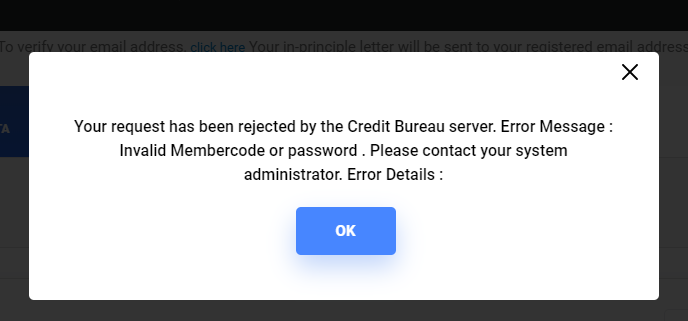 To verify your email address, click here Your in-principle letter will be sent to your registered email address
TA
Your request has been rejected by the Credit Bureau server. Error Message :
Invalid Membercode or password . Please contact your system
administrator. Error Details :
OK